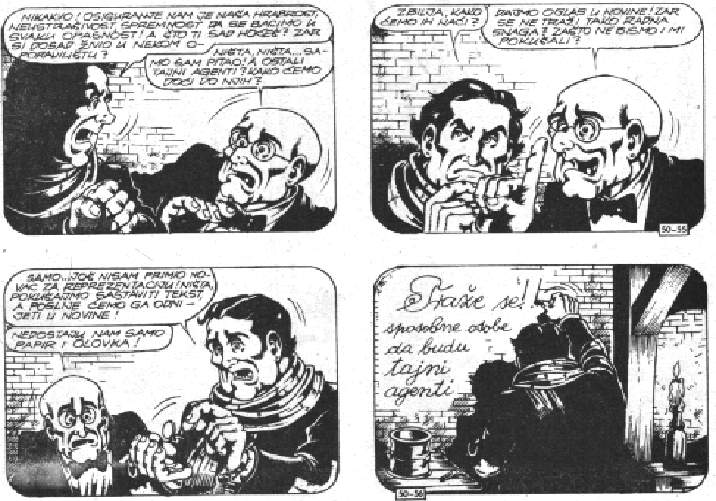 NIKAKVO! OSIGURANJE NAM JE NAŠA HRABROST,
NEUSTRAŠIVOST, SPREMNOST DA SE BACIMO U
SVAKU OPASNOST! A ŠTO TI SAD HOĆEŠ? ZAR
SI DOSAD ŽIVIO U NEKOM O-
PORAVILIŠTU?
NIŠTA, NIŠTA... SA-
MO SAM PITAO! A OSTALI
TAJNI AGENTI? KAKO ĆEMO
DOĆI DO NJIH?
ZBILJA, KAKO
ĆEMO IH NAĆI?
DAJMO OGLAS U NOVINE! ZAR
SE NE TRAŽI TAKO RADNA
SNAGA? ZAŠTO NE BISMO I MI
POKUŠALI?
50-55
SAMO... JOŠ NISAM PRIMIO NO-
VAC ZA REPREZENTACIJU! NIŠTA,
POKUŠAJMO SASTAVITI TEKST,
A POSLIJE ĆEMO GA ODNI-
JETI U NOVINE!
NEDOSTAJU NAM SAMO
PAPIR I OLOVKA!
Traže se!
sposobne osobe
da budu
tajni
agenti
50-56